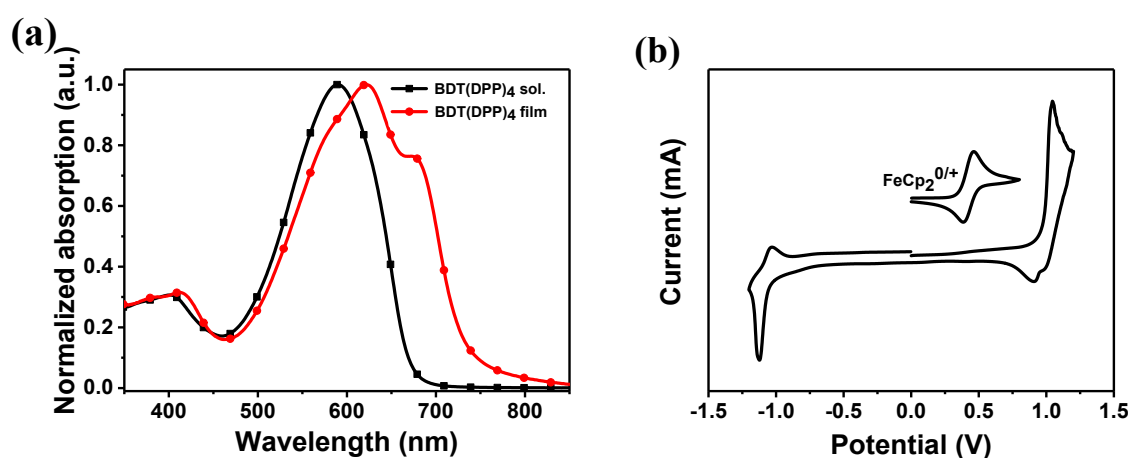 (a)
Normalized absorption (a.u.)
1.0
0.8
0.6
0.4
0.2
0.0
BDT(DPP)4 sol.
BDT(DPP)4 film
400 500 600 700 800
Wavelength (nm)
(b)
Current (mA)
FeCp2 0/+
-1.5 -1.0 -0.5 0.0 0.5 1.0 1.5
Potential (V)